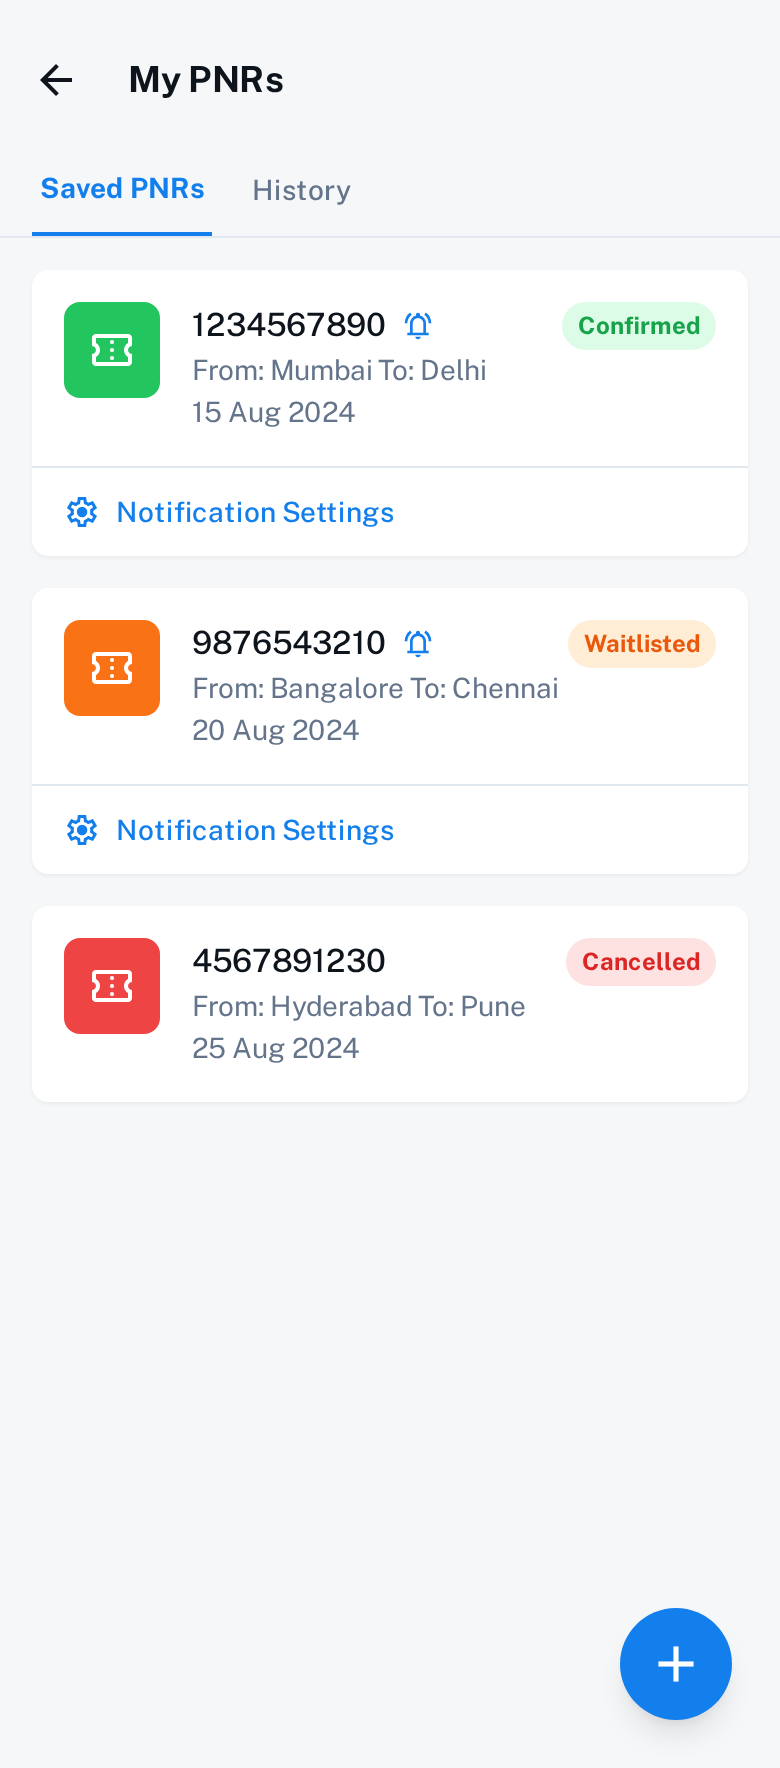 My PNRs
Saved PNRs
History
1234567890
Confirmed
From: Mumbai To: Delhi
15 Aug 2024
Notification Settings
9876543210
Waitlisted
From: Bangalore To: Chennai
20 Aug 2024
Notification Settings
4567891230
Cancelled
From: Hyderabad To: Pune
25 Aug 2024